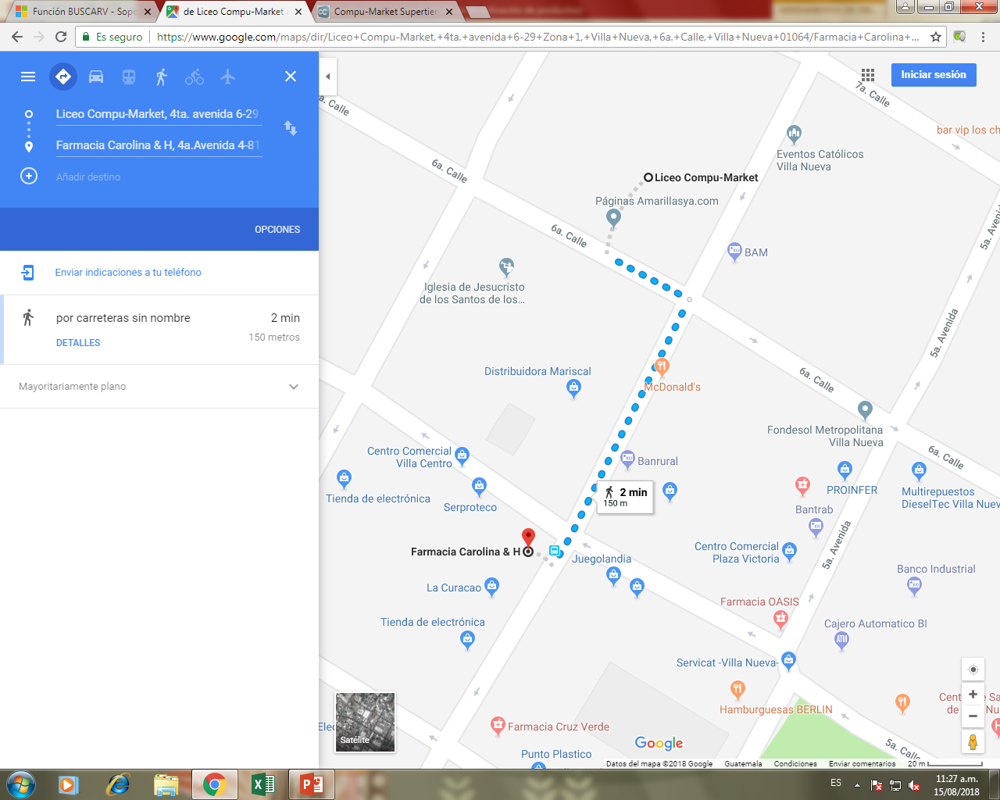 Función BUSCARV - Sopo
de Liceo Compu-Market a
Compu-Market Supertien
Es seguro
https://www.google.com/maps/dir/Liceo+Compu-Market,+4ta.+avenida+6-29+Zona+1,+Villa+Nueva,+6a.+Calle,+Villa+Nueva+01064/Farmacia+Carolina+...
Liceo Compu-Market, 4ta. avenida 6-29
Farmacia Carolina & H, 4a.Avenida 4-81
Añadir destino
OPCIONES
Enviar indicaciones a tu teléfono
por carreteras sin nombre
2 min
150 metros
DETALLES
Mayoritariamente plano
Iniciar sesión
a. Calle
7a. Calle
bar vip los ch
Eventos Católicos
Villa Nueva
6a. Calle
Liceo Compu-Market
Páginas Amarillasya.com
6a. Calle
5a. Avenida
BAM
Iglesia de Jesucristo
de los Santos de los...
5a. Avenida
Distribuidora Mariscal
McDonald's
6a. Calle
Fondesol Metropolitana
Villa Nueva
Centro Comercial
Villa Centro
6a. Calle
Banrural
PROINFER
Multirepuestos
DieselTec Villa Nuev
Tienda de electrónica
Serproteco
2 min
150 m
Bantrab
5a. Avenida
Farmacia Carolina & H
Juegolandia
Centro Comercial
Plaza Victoria
Banco Industrial
La Curacao
Farmacia OASIS
Tienda de electrónica
Cajero Automatico BI
ATM
Servicat -Villa Nueva-
Hamburguesas BERLIN
Satélite
Elec
Farmacia Cruz Verde
Punto Plastico
Google
5a. Calle
Datos del mapa ©2018 Google
Guatemala
Condiciones
Enviar comentarios
20 m
ES
11:27 a.m.
15/08/2018